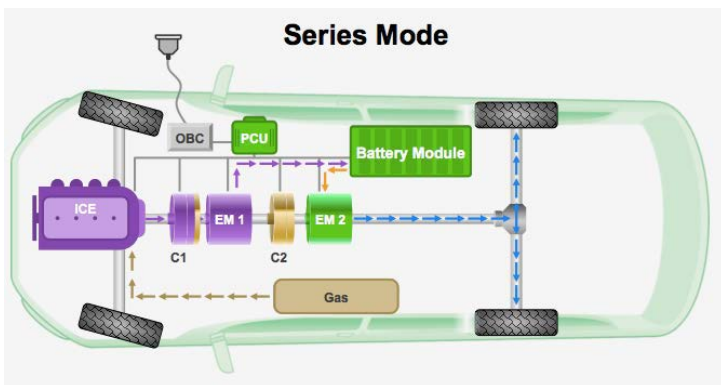 Series Mode
OBC
PCU
Battery Module
ICE
EM 1
EM 2
C1
C2
Gas